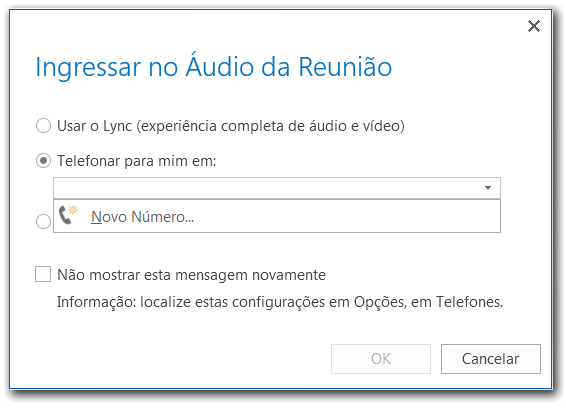 Ingressar no Áudio da Reunião
Usar o Lync (experiência completa de áudio e vídeo)
Telefonar para mim em:
Novo Número...
Não mostrar esta mensagem novamente
Informação: localize estas configurações em Opções, em Telefones.
OK
Cancelar